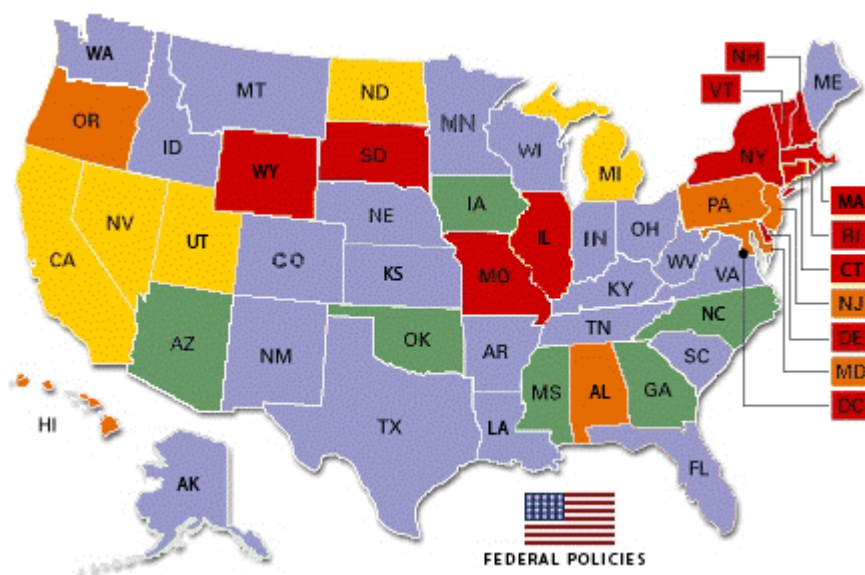 WA
MT
ND
MN
OR
ID
WY
SD
WI
MI
NH
VT
ME
NY
MA
RI
CT
NJ
DE
MD
DC
CA
NV
UT
CO
NE
KS
IA
MO
IL
IN
OH
PA
WV
VA
KY
TN
NC
SC
AZ
NM
OK
AR
TX
LA
MS
AL
GA
FL
HI
AK
FEDERAL POLICIES